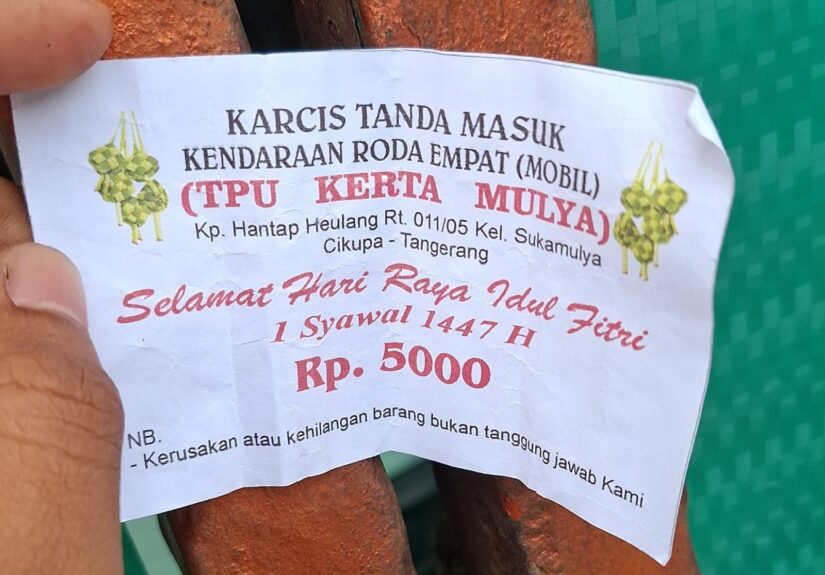 KARCIS TANDA MASUK
KENDARAAN RODA EMPAT (MOBIL)
(TPU KERTA MULYA)
Kp. Hantap Heulang Rt. 011/05 Kel. Sukamulya
Cikupa - Tangerang
Selamat Hari Raya Idul Fitri
1 Syawal 1447 H
Rp. 5000
NB.
- Kerusakan atau kehilangan barang bukan tanggung jawab Kami